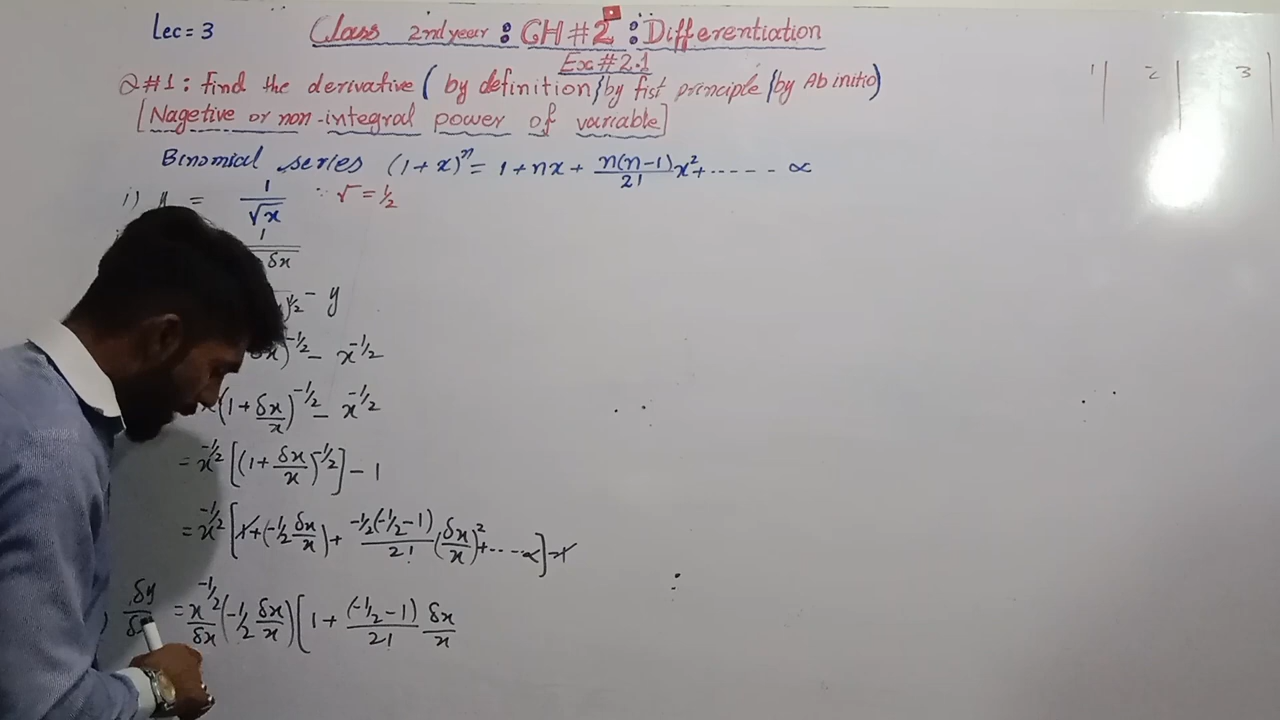 Lec=3 Class 2nd year : CH#2 : Differentiation
Ex#2.1
Q#1: find the derivative ( by definition/by fist principle/by Ab initio)
[Nagetive or non-integral power of variable]
1 | 2 | 3 |
Binomial series (1+x)^n = 1+nx+ n(n-1)/2! x²+ ...... ∝
i) = 1/√x ∵ √ = 1/2
1/ δx
)^-1/2 - y
)^-1/2 - x^-1/2
(1+δx/x)^-1/2 - x^-1/2
= x^-1/2 [(1+δx/x)^-1/2] - 1
= x^-1/2 [1+(-1/2 δx/x)+ -1/2(-1/2-1)/2! (δx/x)²+.....∝]-1
) δy/δx = x^-1/2/δx (-1/2 δx/x)[1+ (-1/2-1)/2! δx/x